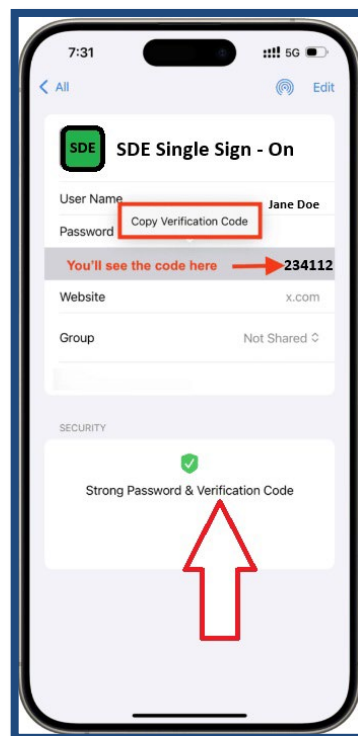 7:31
5G
All
Edit
SDE
SDE Single Sign - On
User Name
Jane Doe
Copy Verification Code
Password
You'll see the code here
234112
Website
x.com
Group
Not Shared
SECURITY
Strong Password & Verification Code